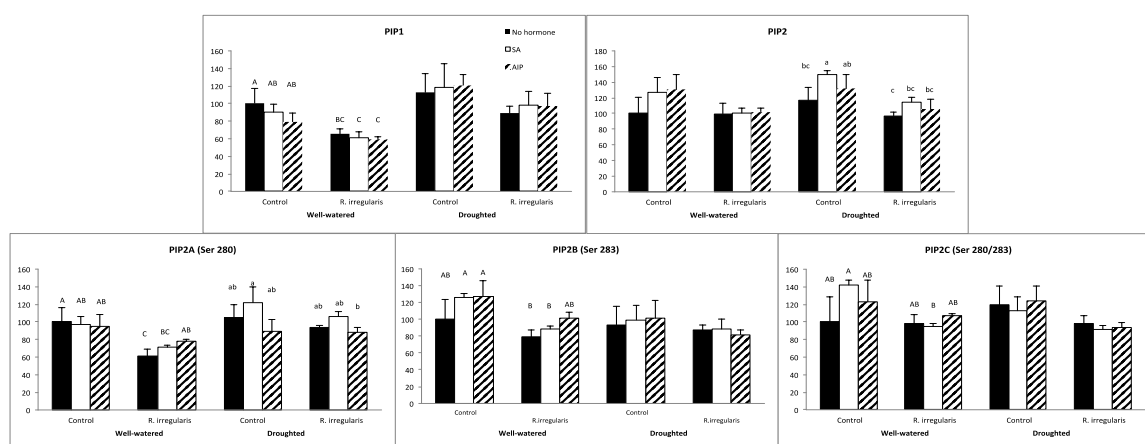 PIP1
No hormone
SA
AIP
160
140
120
100
80
60
40
20
0
A AB AB
BC C C
Control R. irregularis Control R. irregularis
Well-watered Droughted
PIP2
180
160
140
120
100
80
60
40
20
0
bc a ab
c bc bc
Control R. irregularis Control R. irregularis
Well-watered Droughted
PIP2A (Ser 280)
160
140
120
100
80
60
40
20
0
A AB AB
C BC AB
ab a ab
ab ab b
Control R. irregularis Control R. irregularis
Well-watered Droughted
PIP2B (Ser 283)
160
140
120
100
80
60
40
20
0
AB A A
B B AB
Control R.irregularis Control R.irregularis
Well-watered Droughted
PIP2C (Ser 280/283)
160
140
120
100
80
60
40
20
0
AB A AB
AB B AB
Control R. irregularis Control R. irregularis
Well-watered Droughted